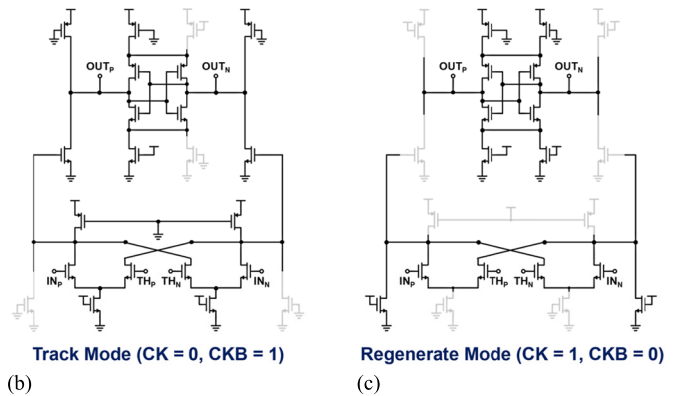 OUTP OUTN OUTP OUTN
INP THP THN INN INP THP THN INN
Track Mode (CK = 0, CKB = 1) Regenerate Mode (CK = 1, CKB = 0)
(b) (c)